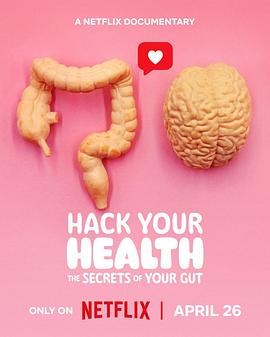 A NETFLIX DOCUMENTARY
HACK YOUR
HEALTH
THE SECRETS OF YOUR GUT
ONLY ON NETFLIX | APRIL 26